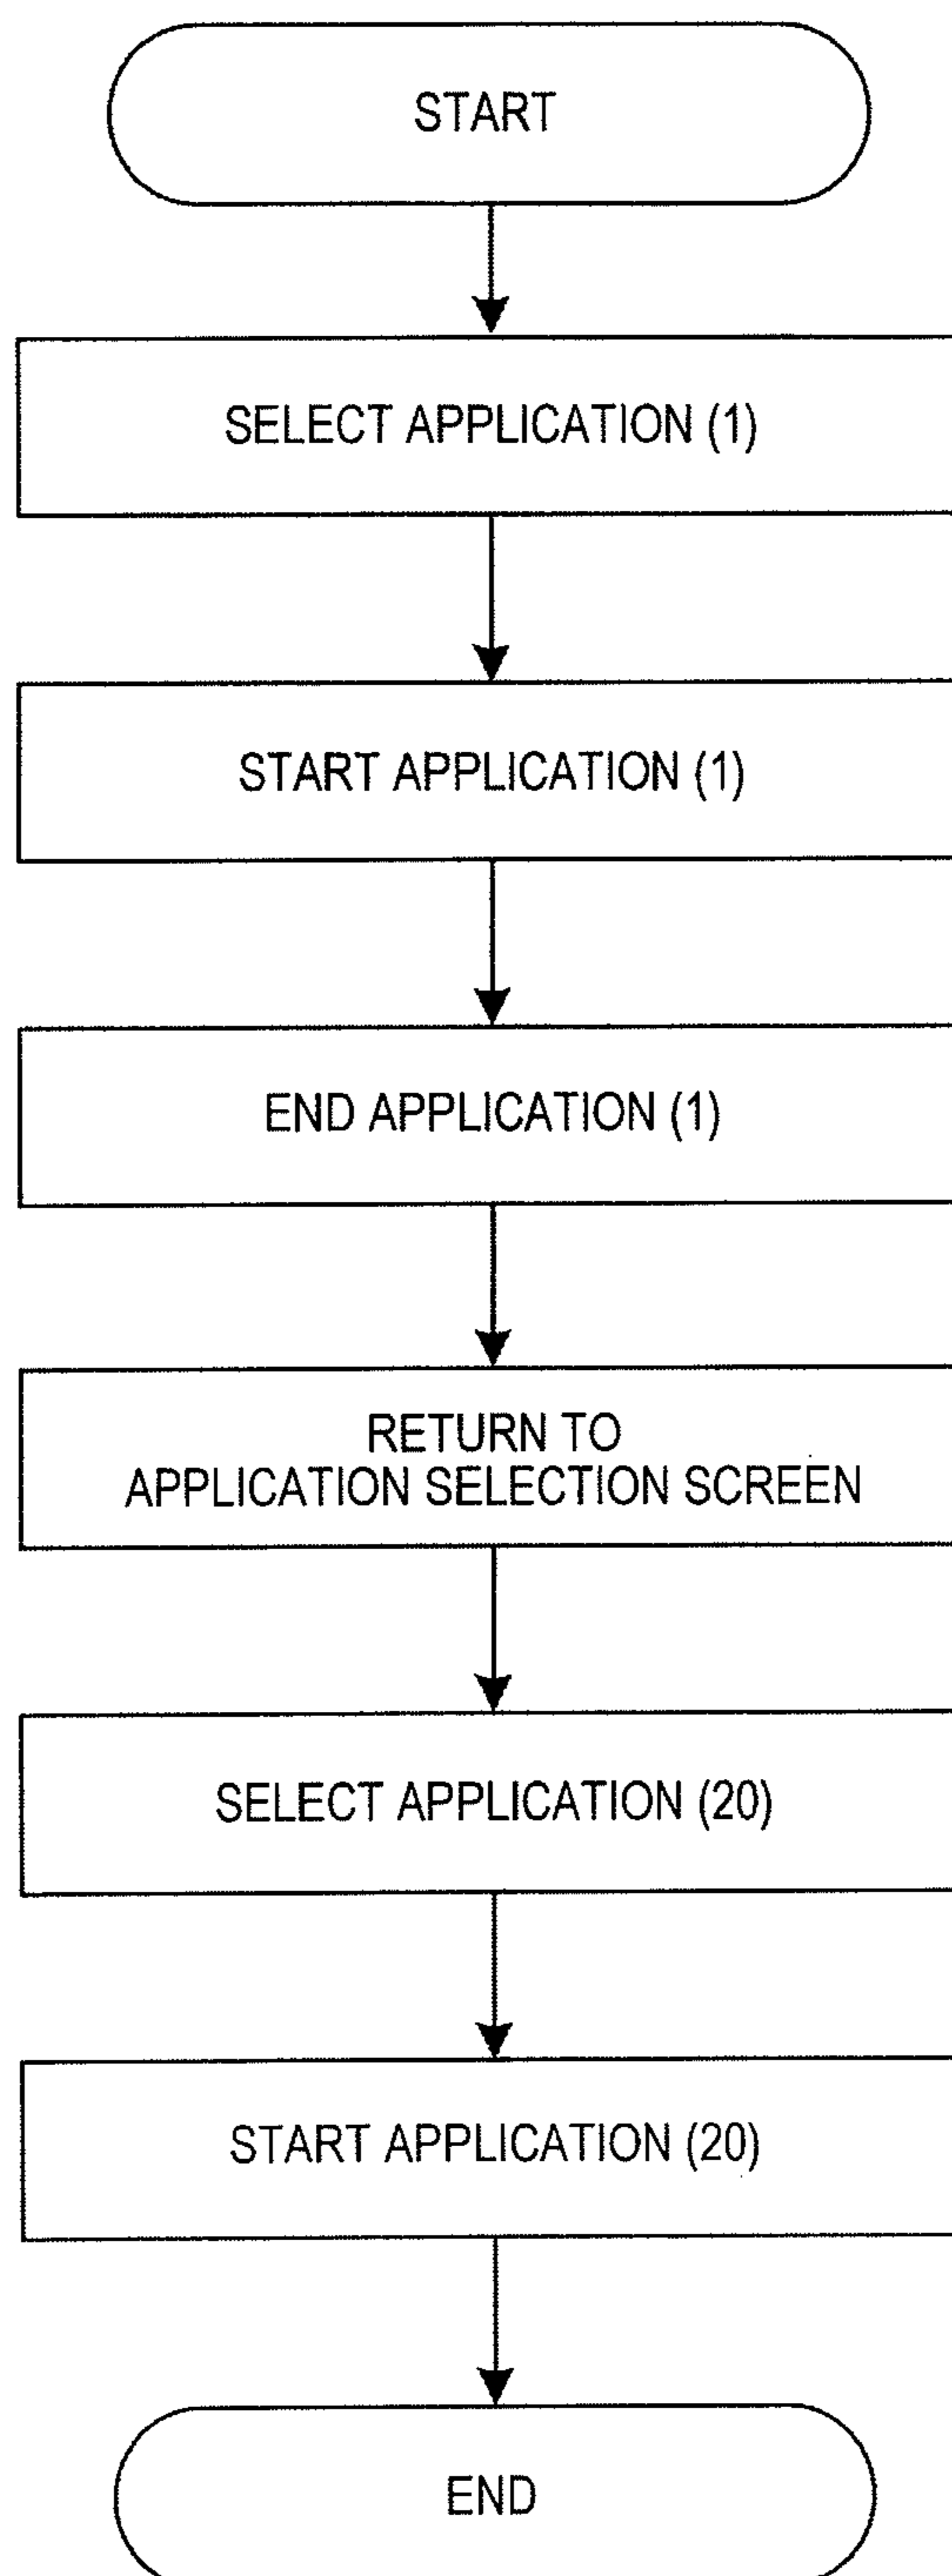 START
SELECT APPLICATION (1)
START APPLICATION (1)
END APPLICATION (1)
RETURN TO
APPLICATION SELECTION SCREEN
SELECT APPLICATION (20)
START APPLICATION (20)
END